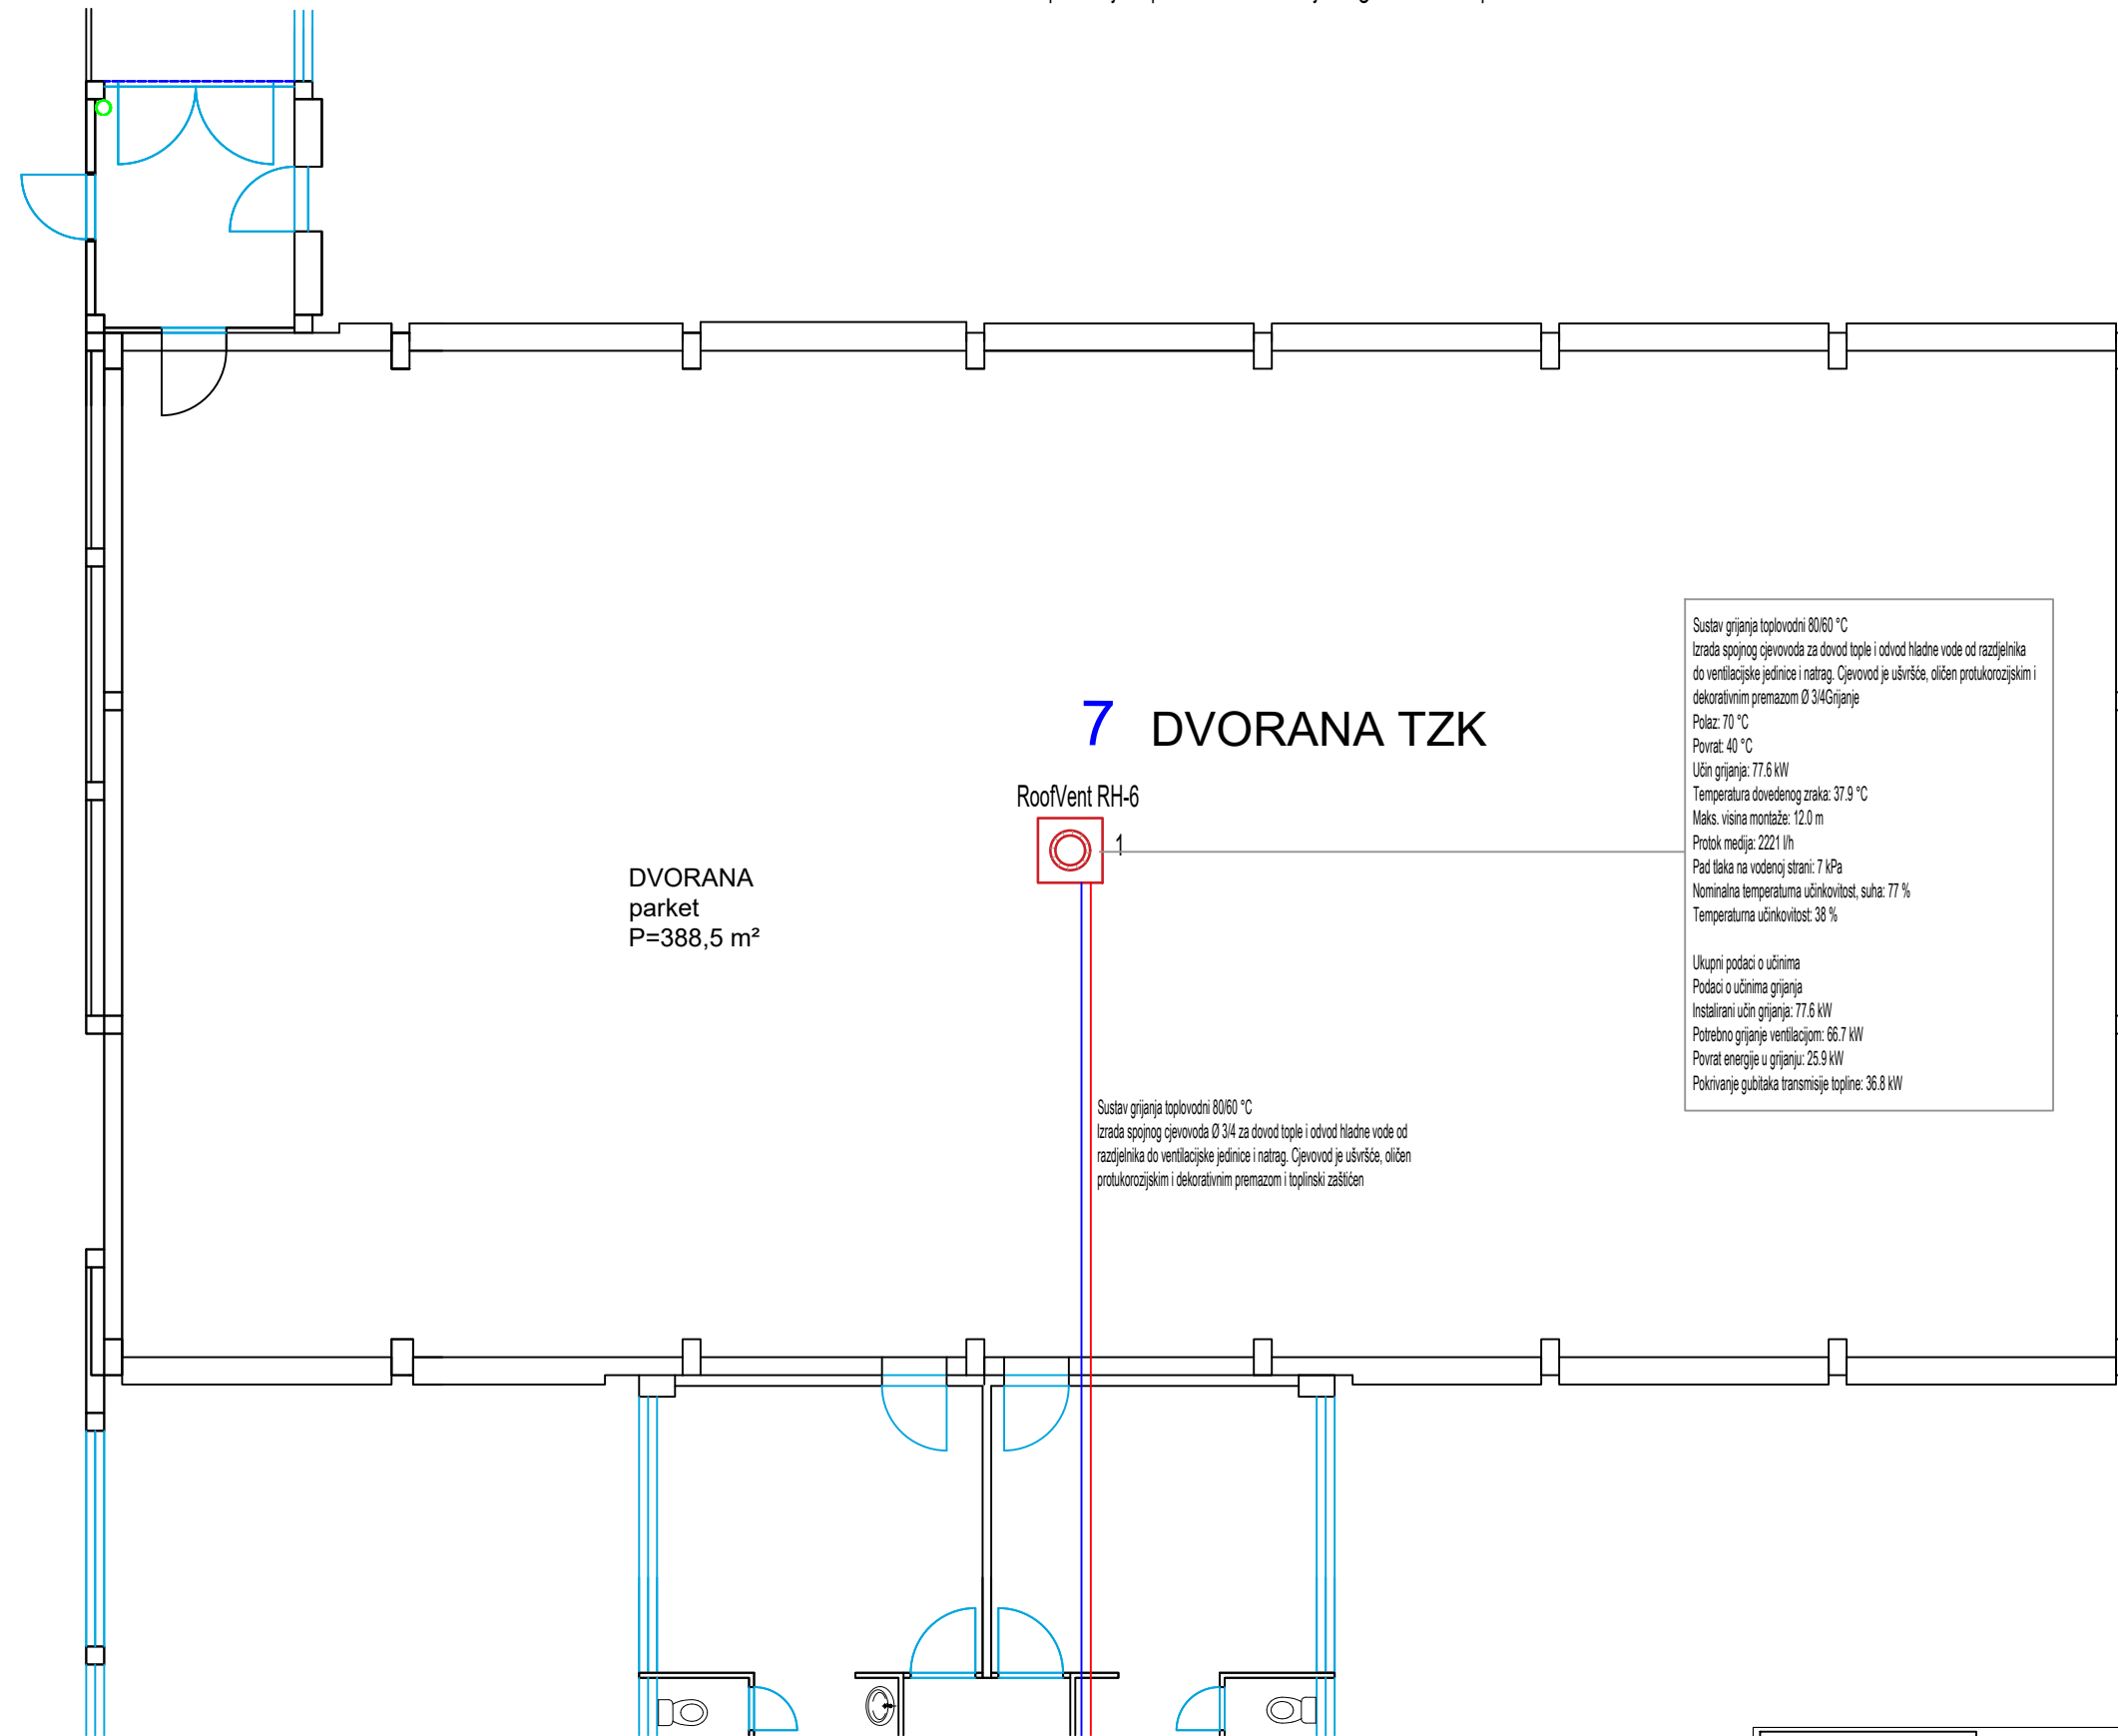 7 DVORANA TZK
RoofVent RH-6
1
DVORANA
parket
P=388,5 m²
Sustav grijanja toplovodni 80/60 °C
Izrada spojnog cjevovoda za dovod tople i odvod hladne vode od razdjelnika
do ventilacijske jedinice i natrag. Cjevovod je ušvršće, oličen protukorozijskim i
dekorativnim premazom Ø 3/4Grijanje
Polaz: 70 °C
Povrat: 40 °C
Učin grijanja: 77.6 kW
Temperatura dovedenog zraka: 37.9 °C
Maks. visina montaže: 12.0 m
Protok medija: 2221 l/h
Pad tlaka na vodenoj strani: 7 kPa
Nominalna temperaturna učinkovitost, suha: 77 %
Temperaturna učinkovitost: 38 %
Ukupni podaci o učinima
Podaci o učinima grijanja
Instalirani učin grijanja: 77.6 kW
Potrebno grijanje ventilacijom: 66.7 kW
Povrat energije u grijanju: 25.9 kW
Pokrivanje gubitaka transmisije topline: 36.8 kW
Sustav grijanja toplovodni 80/60 °C
Izrada spojnog cjevovoda Ø 3/4 za dovod tople i odvod hladne vode od
razdjelnika do ventilacijske jedinice i natrag. Cjevovod je ušvršće, oličen
protukorozijskim i dekorativnim premazom i toplinski zaštićen